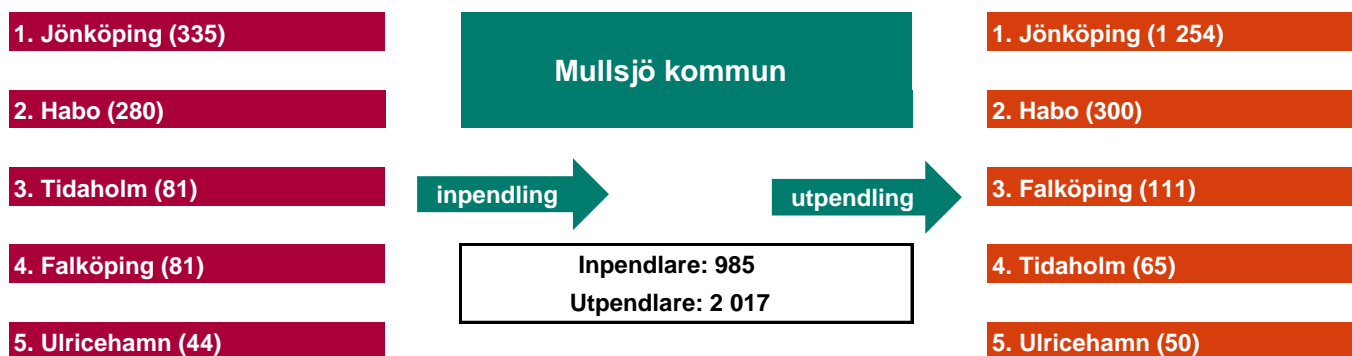 1. Jönköping (335)
2. Habo (280)
3. Tidaholm (81)
4. Falköping (81)
5. Ulricehamn (44)
Mullsjö kommun
inpendling
utpendling
Inpendlare: 985
Utpendlare: 2 017
1. Jönköping (1 254)
2. Habo (300)
3. Falköping (111)
4. Tidaholm (65)
5. Ulricehamn (50)